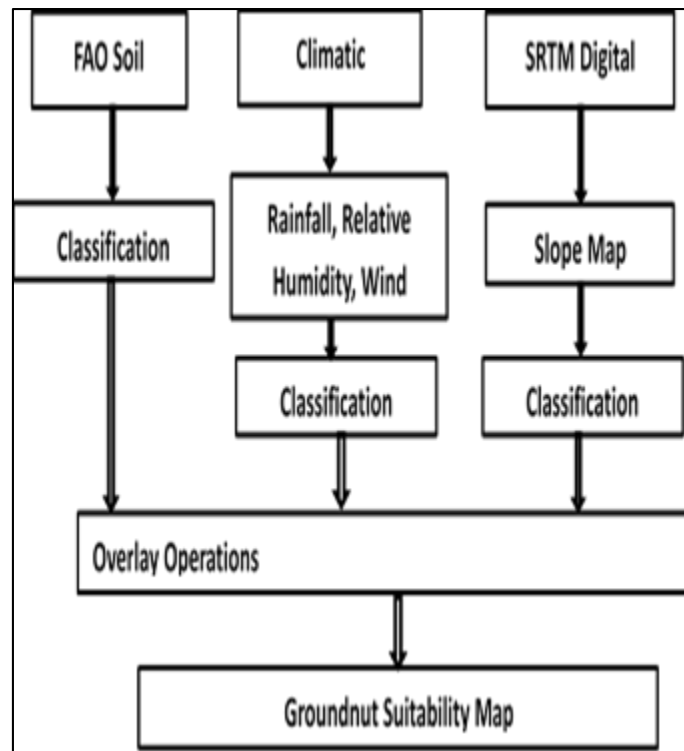 FAO Soil
Climatic
SRTM Digital
Classification
Rainfall, Relative
Humidity, Wind
Slope Map
Classification
Classification
Overlay Operations
Groundnut Suitability Map